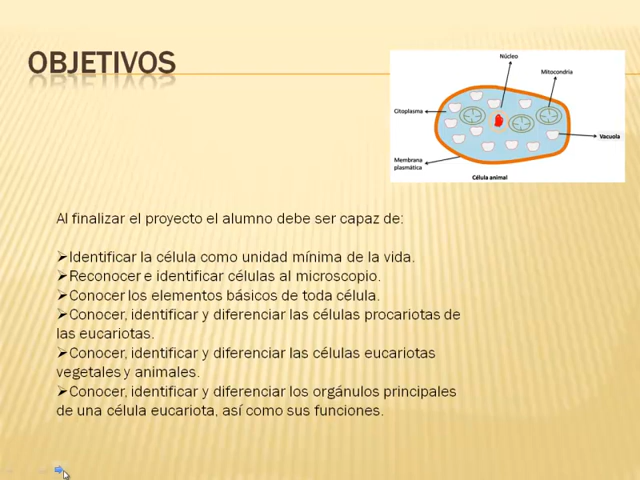 OBJETIVOS
Núcleo
Mitocondria
Citoplasma
Vacuola
Membrana
plasmática
Célula animal
Al finalizar el proyecto el alumno debe ser capaz de:
➢Identificar la célula como unidad mínima de la vida.
➢Reconocer e identificar células al microscopio.
➢Conocer los elementos básicos de toda célula.
➢Conocer, identificar y diferenciar las células procariotas de
las eucariotas.
➢Conocer, identificar y diferenciar las células eucariotas
vegetales y animales.
➢Conocer, identificar y diferenciar los orgánulos principales
de una célula eucariota, así como sus funciones.